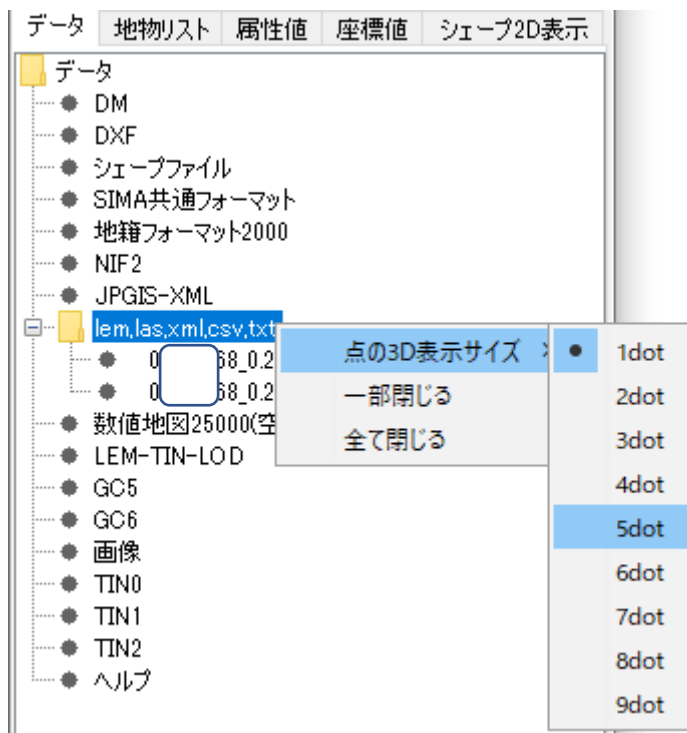 データ 地物リスト 属性値 座標値 シェープ2D表示
データ
DM
DXF
シェープファイル
SIMA共通フォーマット
地籍フォーマット2000
NIF2
JPGIS-XML
lem,las,xml,csv,txt
0 68_0.2
0 68_0.2
数値地図25000(空
LEM-TIN-LOD
GC5
GC6
画像
TIN0
TIN1
TIN2
ヘルプ
点の3D表示サイズ
一部閉じる
全て閉じる
1dot
2dot
3dot
4dot
5dot
6dot
7dot
8dot
9dot